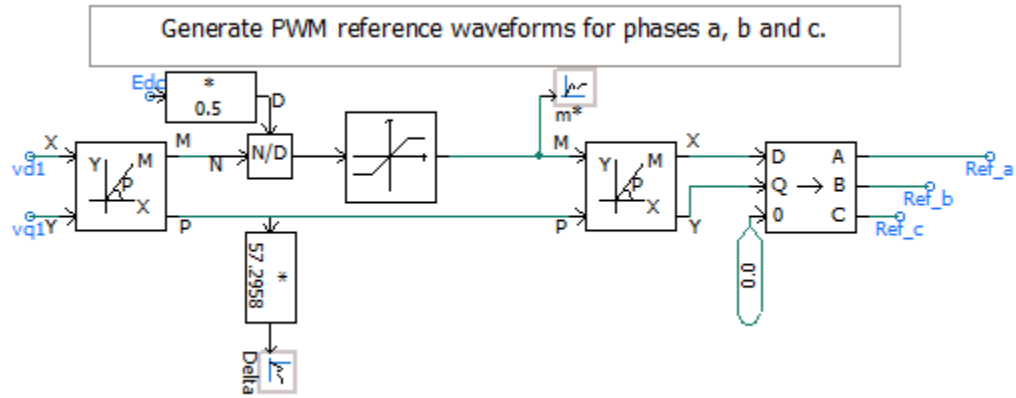 Generate PWM reference waveforms for phases a, b and c.
Edc
*
0.5
D
X
vd1
M
N
N/D
Y
M
P
X
vq1
Y
P
*
57.2958
Delta
m*
M
P
Y
M
P
X
X
Y
D
Q
0
A
B
C
0.0
Ref_a
Ref_b
Ref_c